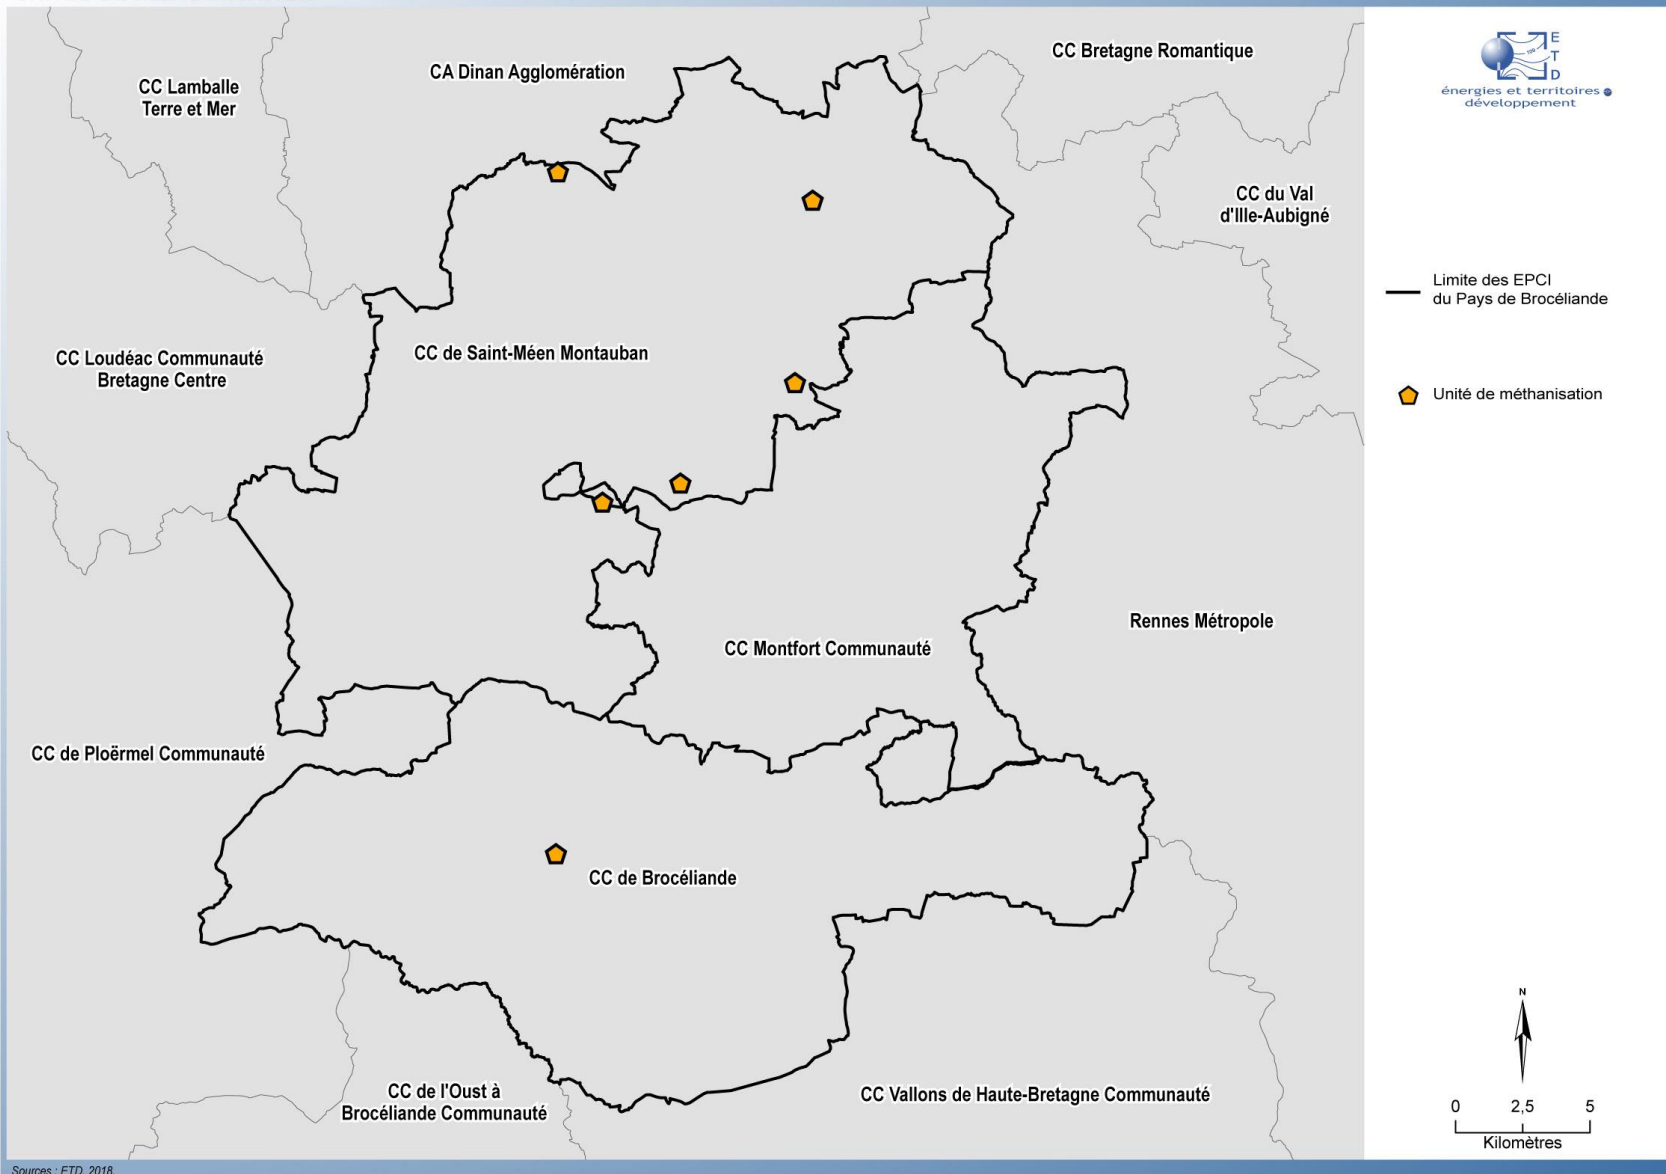 CC Lamballe
Terre et Mer
CA Dinan Agglomération
CC Bretagne Romantique
CC du Val
d'Ille-Aubigné
CC Loudéac Communauté
Bretagne Centre
CC de Saint-Méen Montauban
Rennes Métropole
CC Montfort Communauté
CC de Ploërmel Communauté
CC de Brocéliande
CC de l'Oust à
Brocéliande Communauté
CC Vallons de Haute-Bretagne Communauté
Sources : ETD, 2018
E
T
D
énergies et territoires
développement
Limite des EPCI
du Pays de Brocéliande
Unité de méthanisation
N
0 2,5 5
Kilomètres